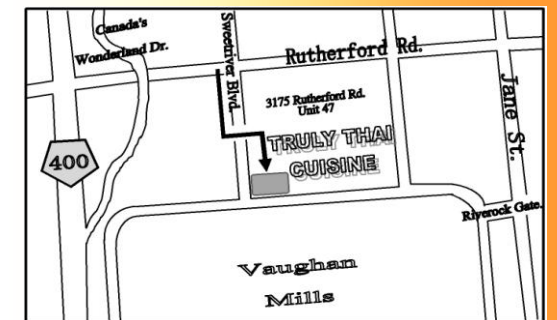 Canada's
Wonderland Dr.
Sweetriver Blvd.
Rutherford Rd.
3175 Rutherford Rd.
Unit 47
Jane St.
TRULY THAI
CUISINE
400
Riverock Gate.
Vaughan
Mills